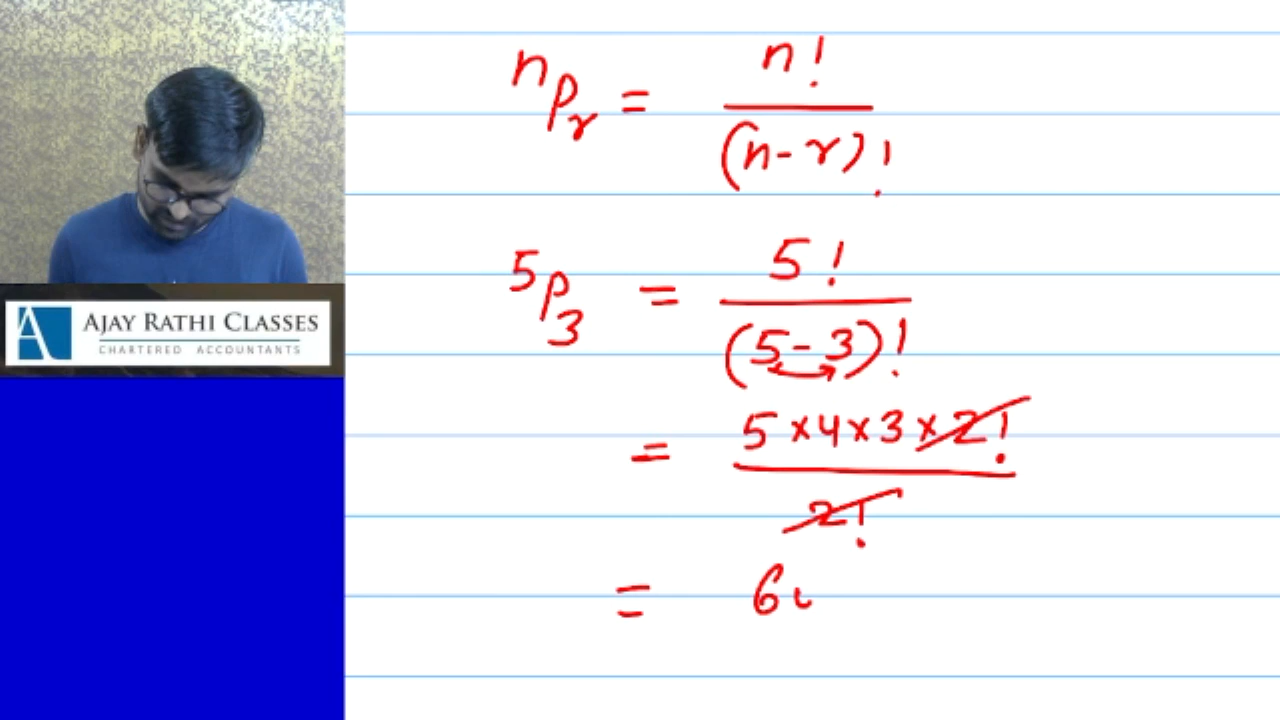 AJAY RATHI CLASSES
CHARTERED ACCOUNTANTS
nPr = n! / (n-r)!
5P3 = 5! / (5-3)!
= 5×4×3×2! / 2!
= 6